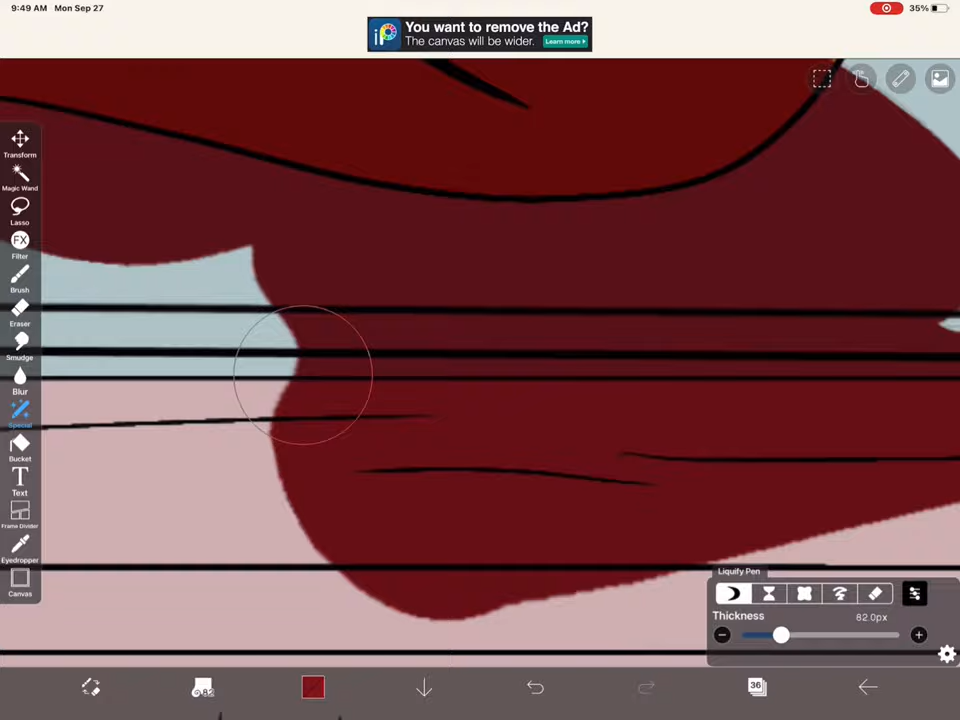 9:49 AM Mon Sep 27
35%
iP
You want to remove the Ad?
The canvas will be wider.
Learn more
Transform
Magic Wand
Lasso
FX
Filter
Brush
Eraser
Smudge
Blur
Special
Bucket
T
Text
Frame Divider
Eyedropper
Canvas
Liquify Pen
Thickness
82.0px
82
36